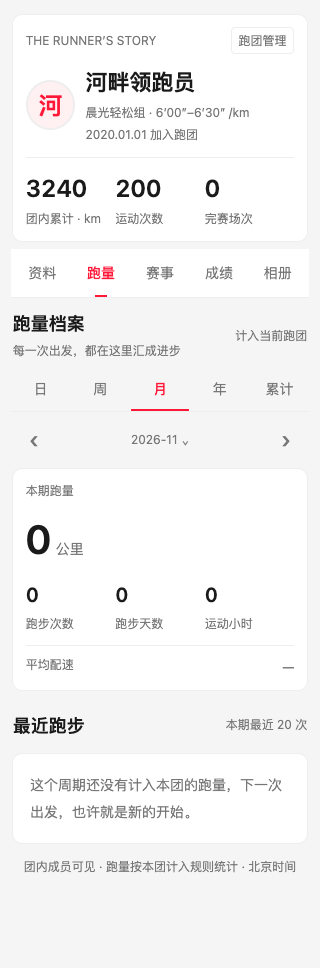 THE RUNNER’S STORY
跑团管理
河
河畔领跑员
晨光轻松组 · 6′00″–6′30″ /km
2020.01.01 加入跑团
3240 200 0
团内累计 · km 运动次数 完赛场次
资料 跑量 赛事 成绩 相册
跑量档案
每一次出发，都在这里汇成进步
计入当前跑团
日 周 月 年 累计
‹ 2026-11 ⌄ ›
本期跑量
0 公里
0 0 0
跑步次数 跑步天数 运动小时
平均配速 —
最近跑步 本期最近 20 次
这个周期还没有计入本团的跑量，下一次
出发，也许就是新的开始。
团内成员可见 · 跑量按本团计入规则统计 · 北京时间